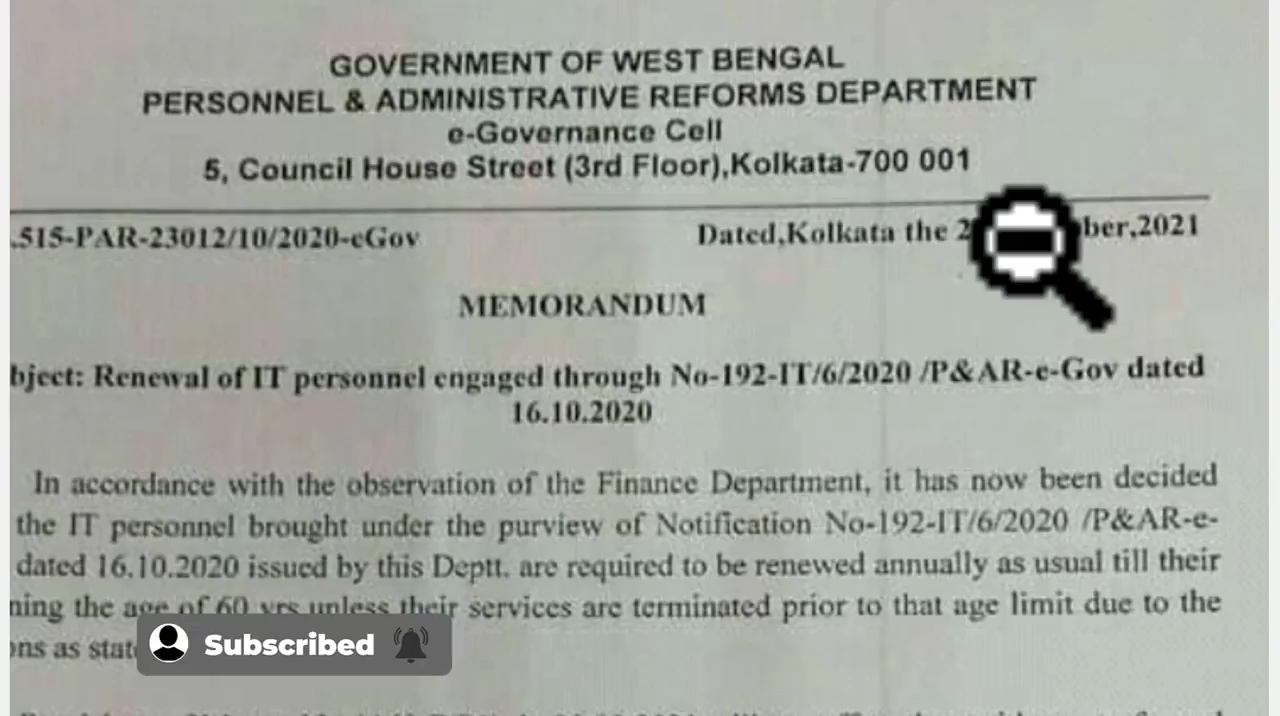 GOVERNMENT OF WEST BENGAL
PERSONNEL & ADMINISTRATIVE REFORMS DEPARTMENT
e-Governance Cell
5, Council House Street (3rd Floor),Kolkata-700 001
.515-PAR-23012/10/2020-eGov Dated,Kolkata the 2 ber,2021
MEMORANDUM
bject: Renewal of IT personnel engaged through No-192-IT/6/2020 /P&AR-e-Gov dated
16.10.2020
In accordance with the observation of the Finance Department, it has now been decided
the IT personnel brought under the purview of Notification No-192-IT/6/2020 /P&AR-e-
dated 16.10.2020 issued by this Deptt. are required to be renewed annually as usual till their
ning the age of 60 yrs unless their services are terminated prior to that age limit due to the
ons as stat
Subscribed